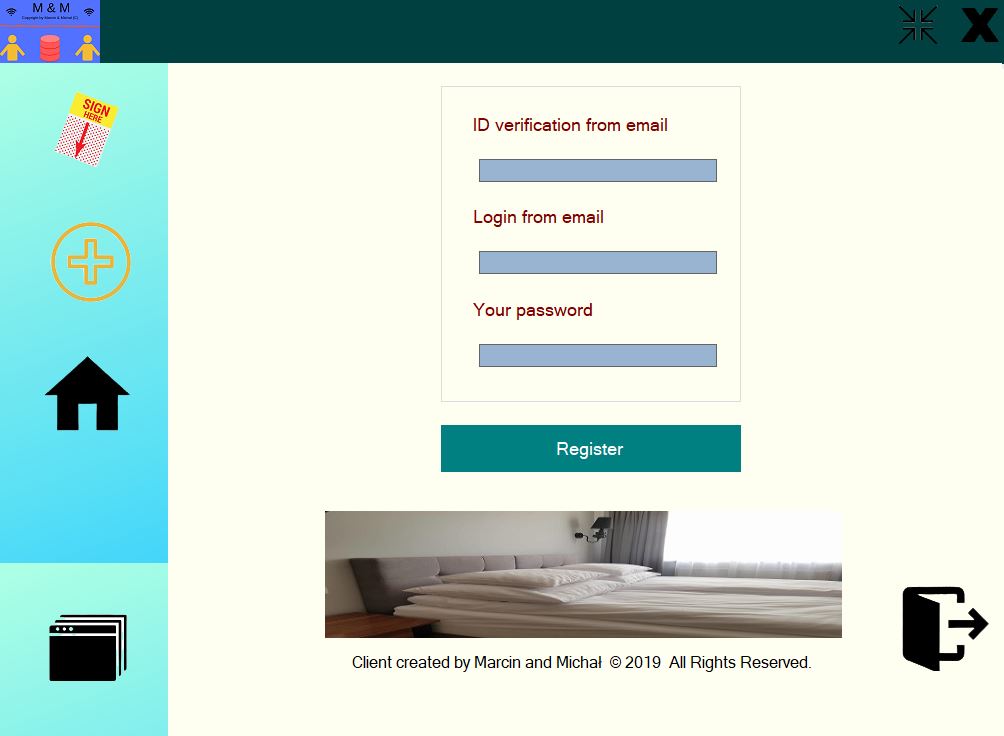 M & M
Copyright by Marcin & Michał (C)
SIGN
HERE
ID verification from email
Login from email
Your password
Register
Client created by Marcin and Michał © 2019 All Rights Reserved.